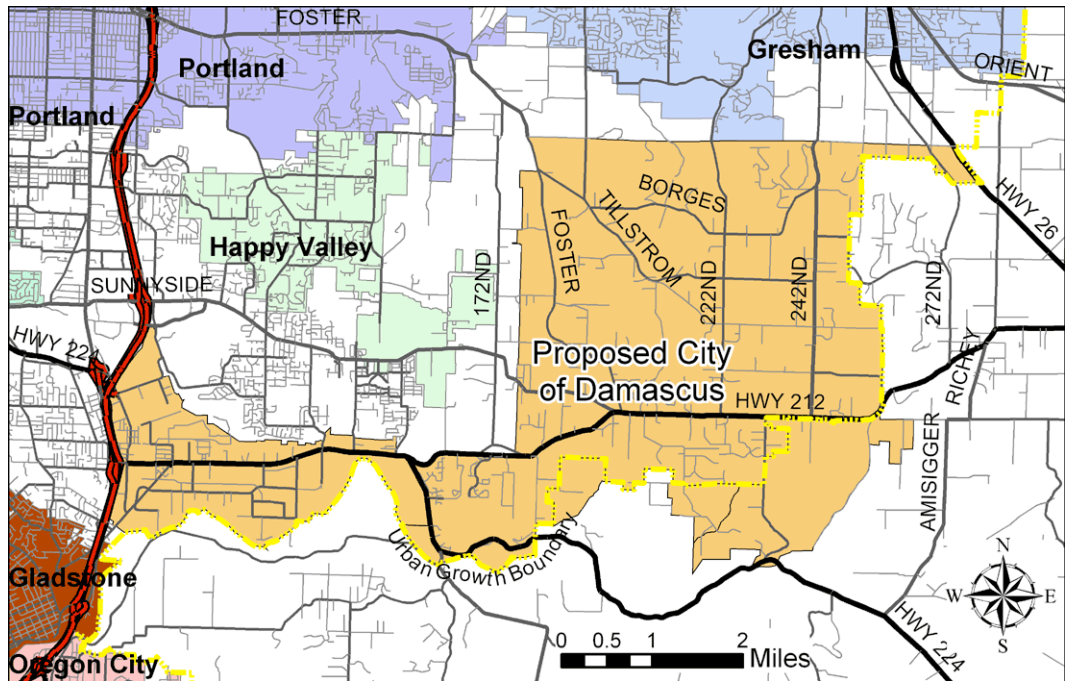 FOSTER
Portland
Gresham
ORIENT
Portland
HWY 26
BORGES
TILLSTROM
FOSTER
Happy Valley
172ND
222ND
242ND
272ND
SUNNYSIDE
HWY 224
Proposed City
of Damascus
RICHEY
HWY 212
AMISIGGER
Urban Growth Boundary
Gladstone
N
W
E
S
HWY 224
Oregon City
0 0.5 1 2
Miles